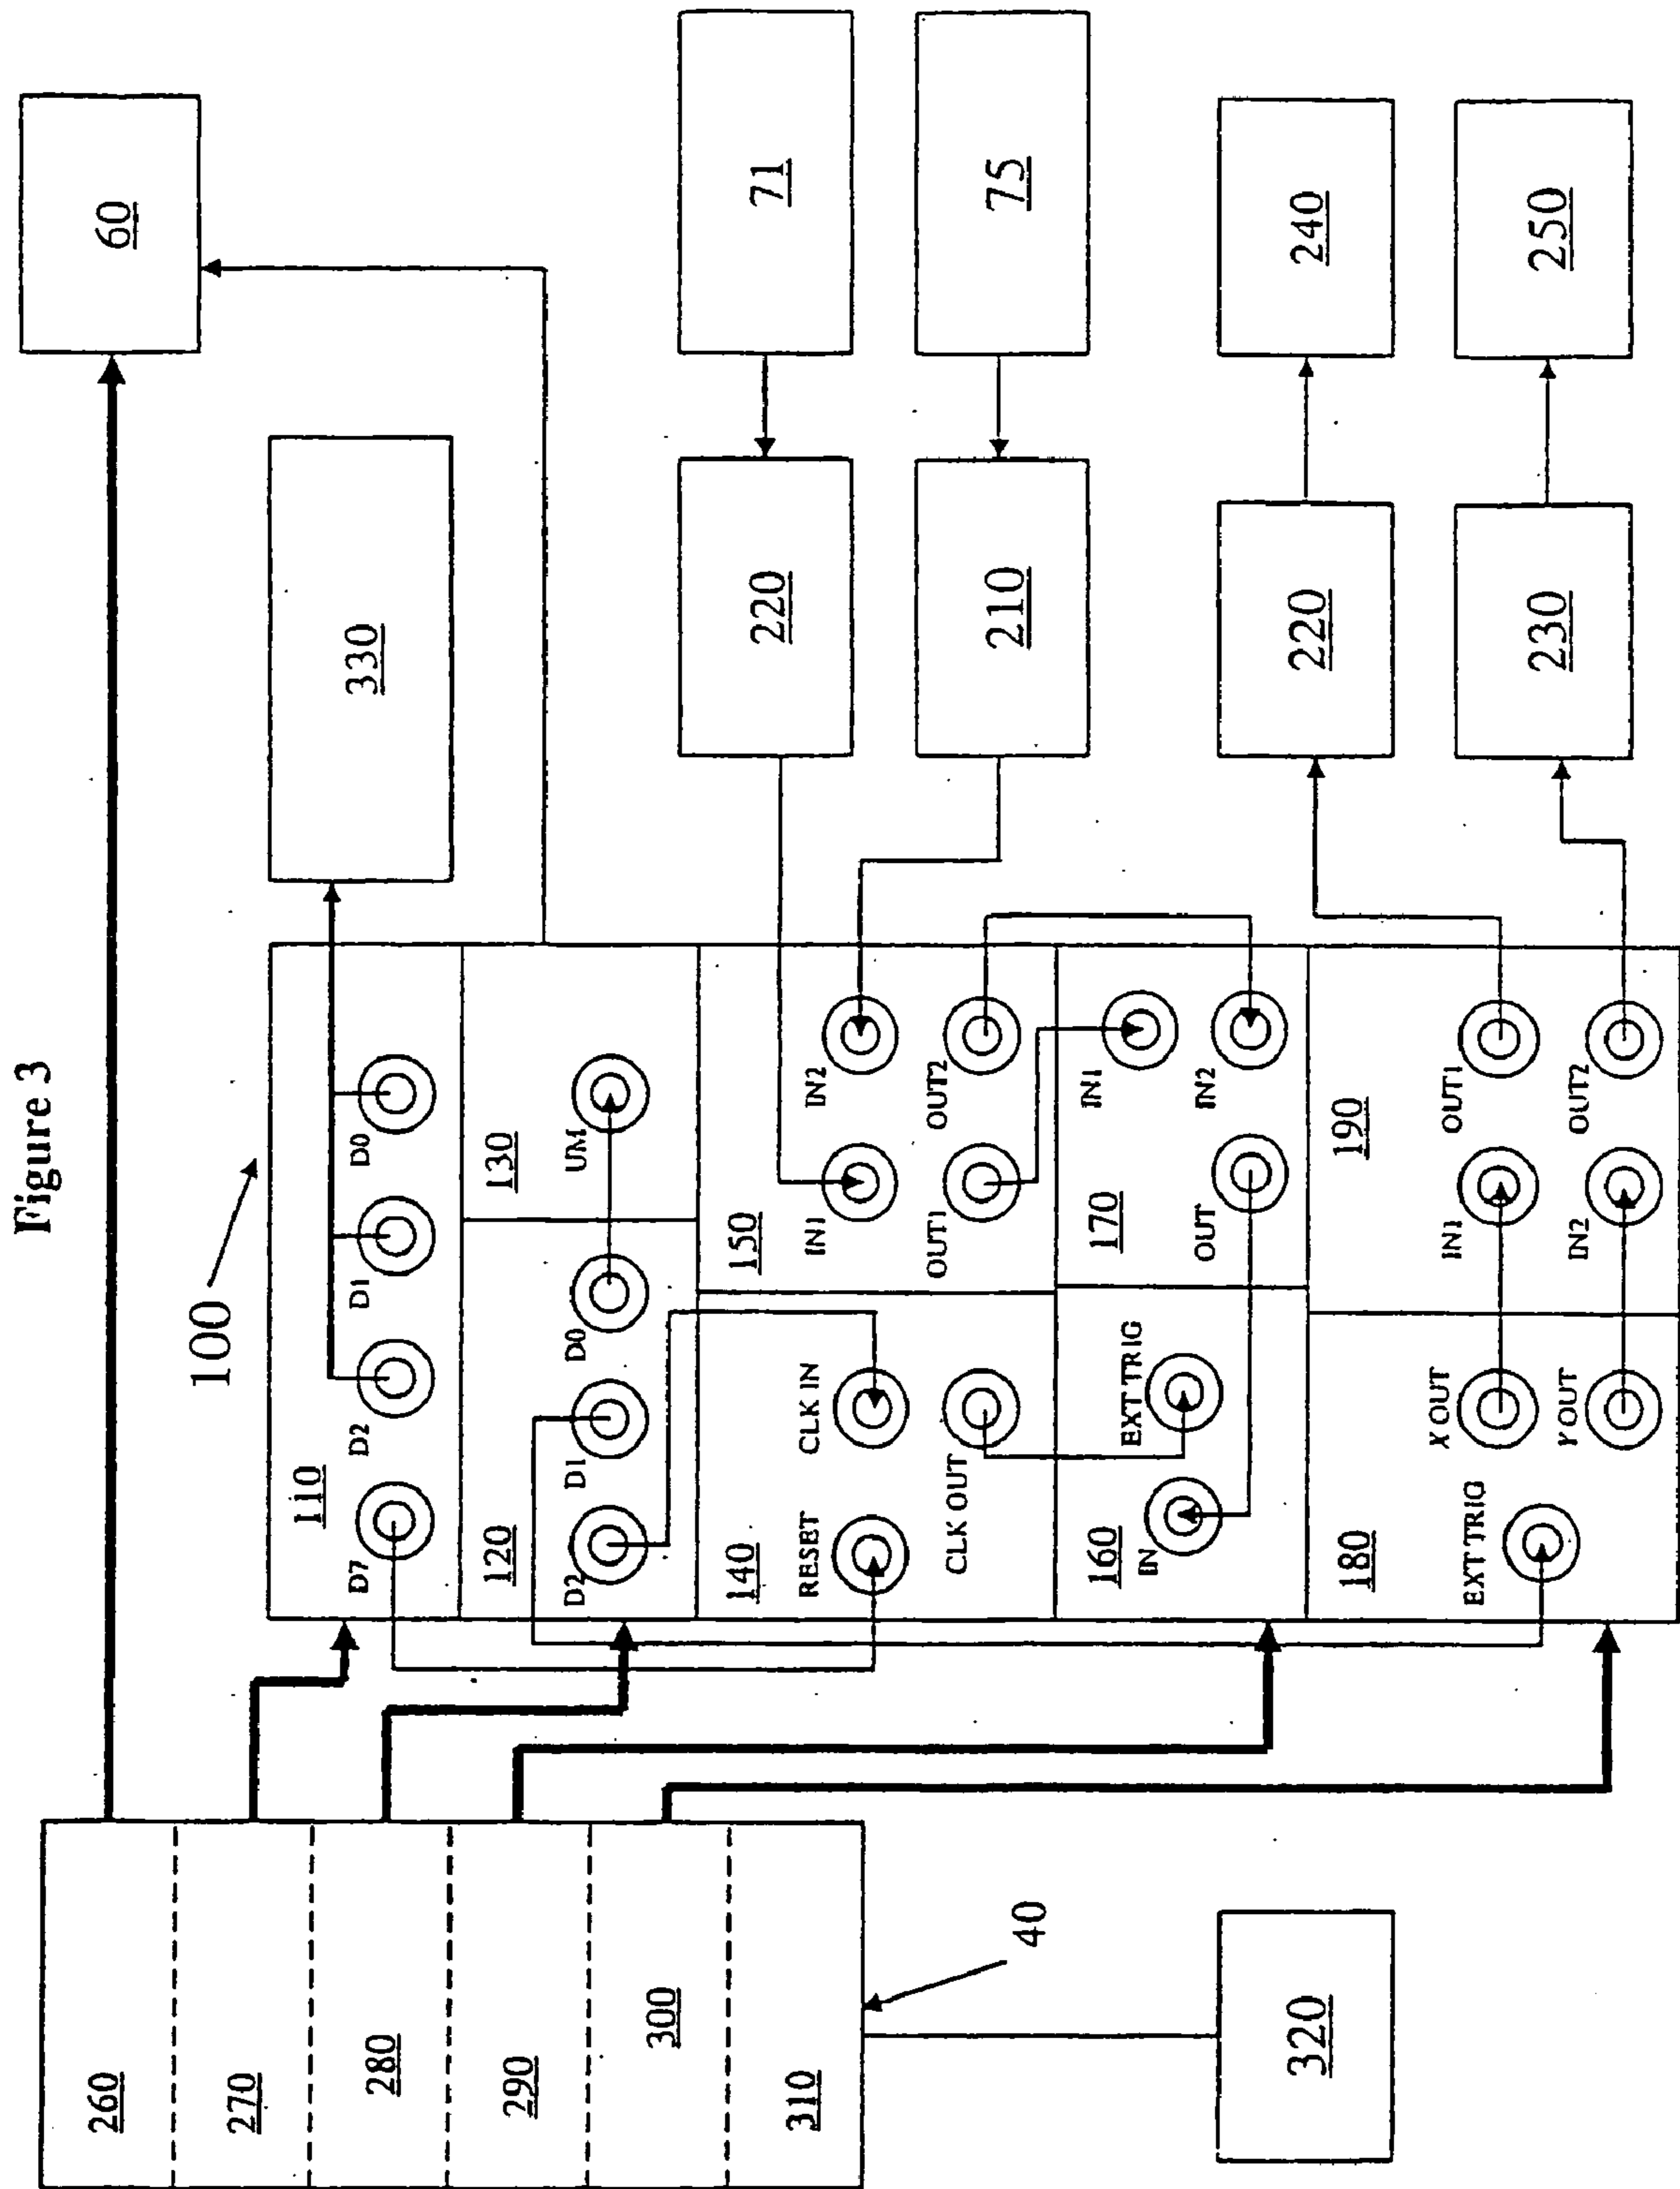 Figure 3
100
60
330
71
220
75
210
220
240
230
250
110
D7
D2
D1
D0
120
D2
D1
D0
130
UM
140
RESET
CLK IN
CLK OUT
150
IN1
IN2
OUT1
OUT2
160
IN
EXT TRIG
170
IN1
OUT
IN2
180
EXT TRIG
X OUT
Y OUT
190
IN1
OUT1
IN2
OUT2
260
270
280
290
300
310
40
320